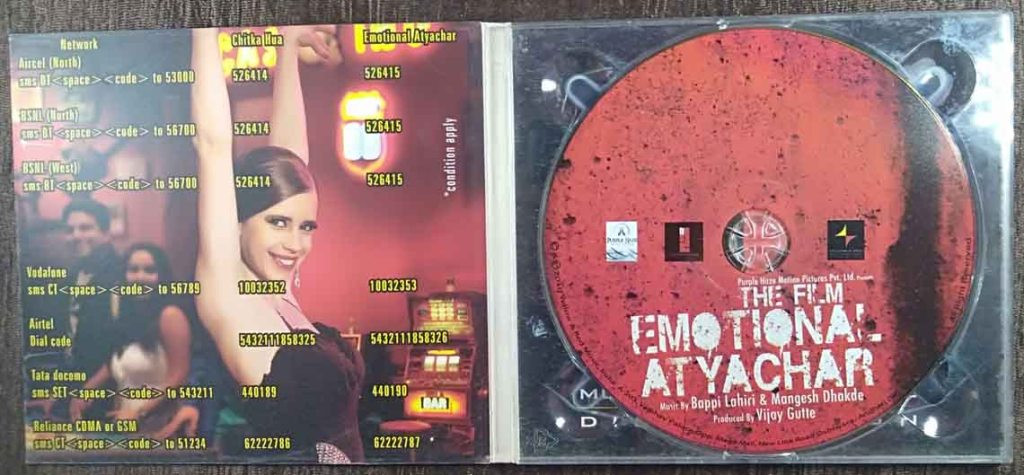 Network Chitka Hua Emotional Atyachar
Aircel (North)
sms BT<space><code> to 53000 526414 526415
BSNL (North)
sms BT<space><code> to 56700 526414 526415
BSNL (West))
sms BT<space><code> to 56700 526414 526415
*condition apply
Vodafone
sms CT<space><code> to 56789 10032352 10032353
Airtel
Dial code 5432111858325 5432111858326
Tata docomo
sms SET<space><code> to 543211 440189 440190
Reliance CDMA or GSM
sms CT<space><code> to 51234 62222786 62222787
BAR
Purple Haze Motion Pictures Pvt. Ltd. Presents
THE FILM
EMOTIONAL
ATYACHAR
Music By Bappi Lahiri & Mangesh Dhakde
Produced By Vijay Gutte